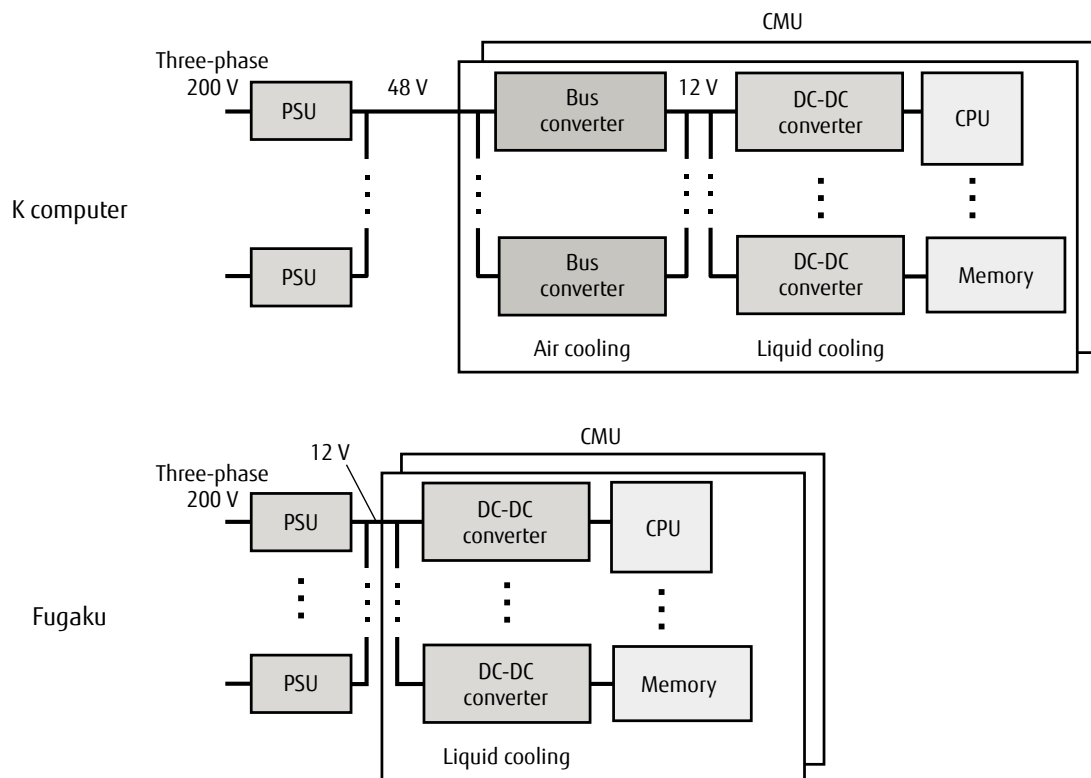 CMU
Three-phase
200 V
48 V
12 V
PSU
Bus
converter
DC-DC
converter
CPU
K computer
PSU
Bus
converter
DC-DC
converter
Memory
Air cooling
Liquid cooling
CMU
12 V
Three-phase
200 V
PSU
DC-DC
converter
CPU
Fugaku
PSU
DC-DC
converter
Memory
Liquid cooling